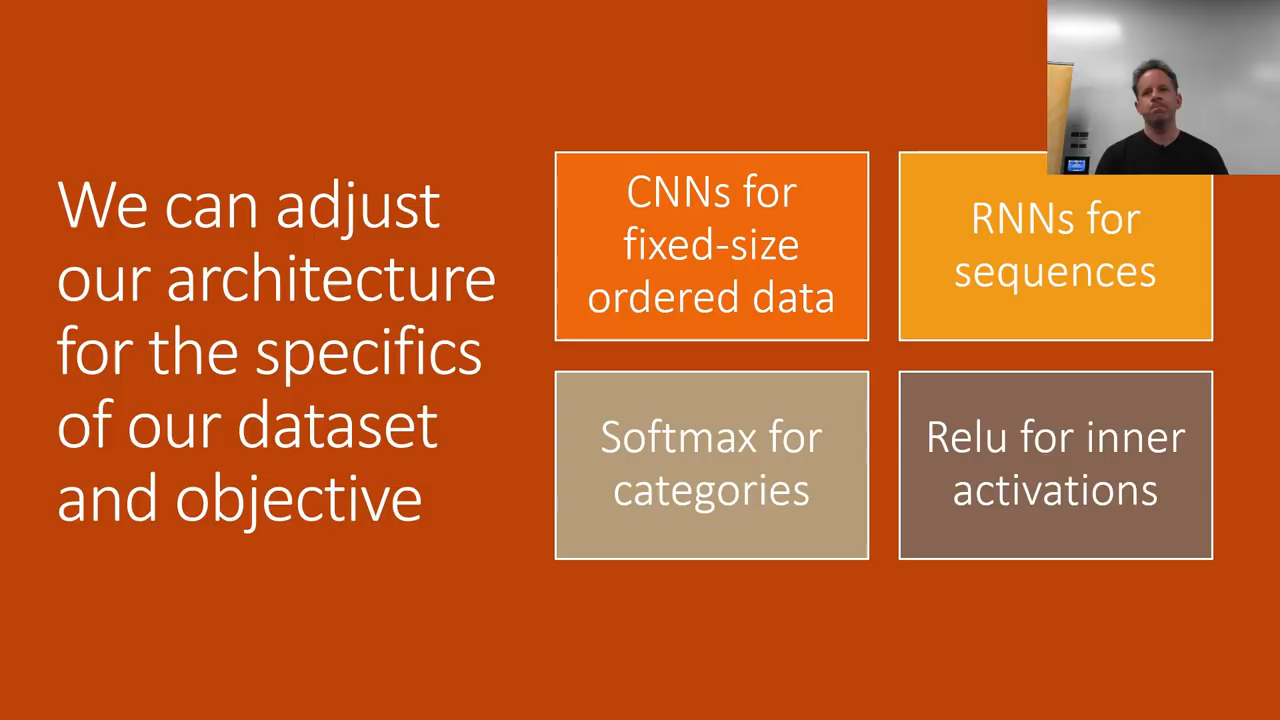 We can adjust
our architecture
for the specifics
of our dataset
and objective
CNNs for
fixed-size
ordered data
RNNs for
sequences
Softmax for
categories
Relu for inner
activations